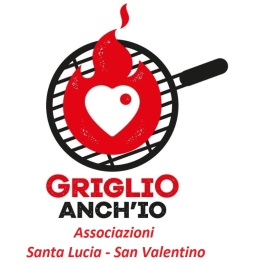 GRIGLIO
ANCH'IO
Associazioni
Santa Lucia - San Valentino